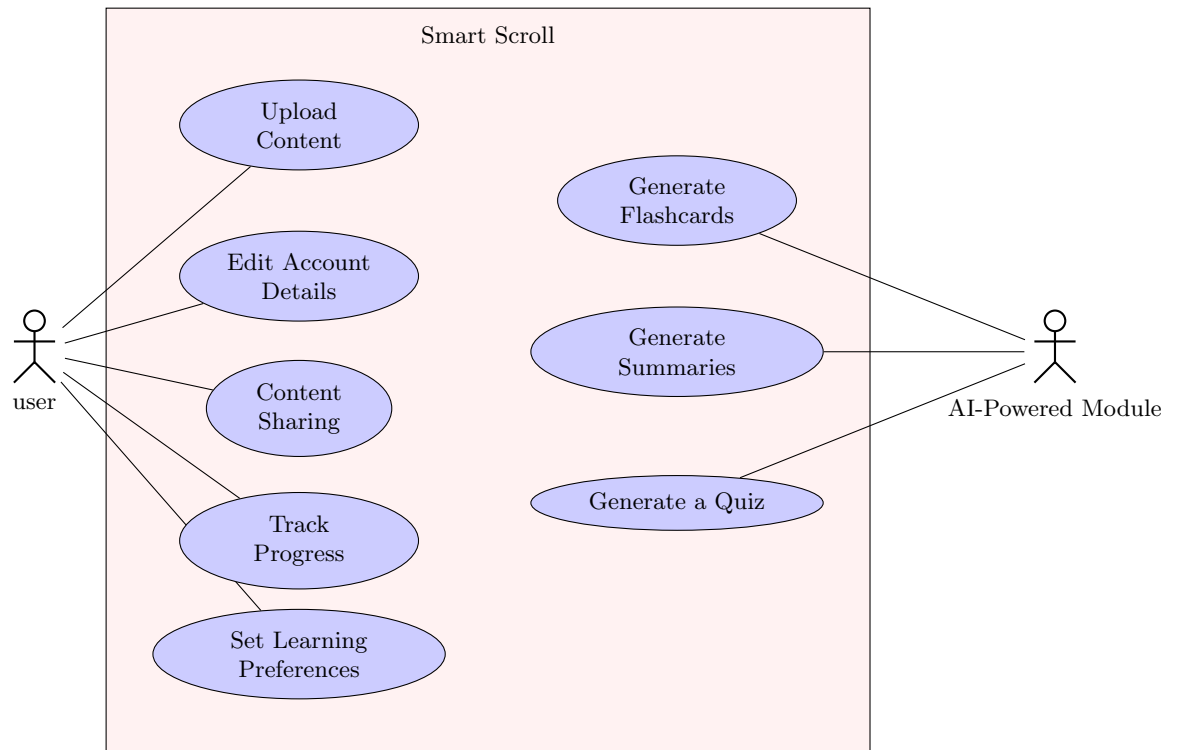 Smart Scroll
Upload
Content
Edit Account
Details
Content
Sharing
Track
Progress
Set Learning
Preferences
Generate
Flashcards
Generate
Summaries
Generate a Quiz
user
AI-Powered Module